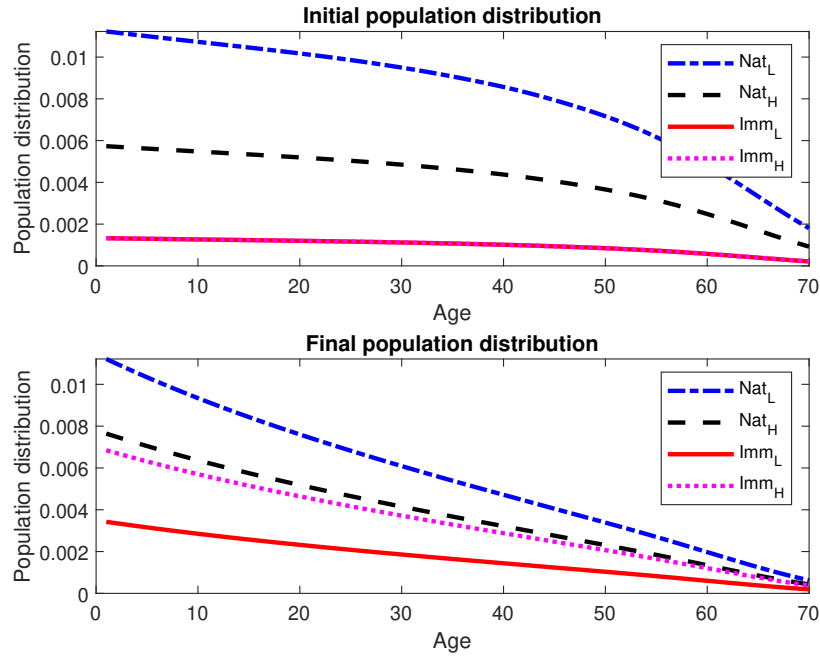 Initial population distribution
Population distribution
0.01
0.008
0.006
0.004
0.002
0
Nat_L
Nat_H
Imm_L
Imm_H
0 10 20 30 40 50 60 70
Age
Final population distribution
Population distribution
0.01
0.008
0.006
0.004
0.002
0
Nat_L
Nat_H
Imm_L
Imm_H
0 10 20 30 40 50 60 70
Age